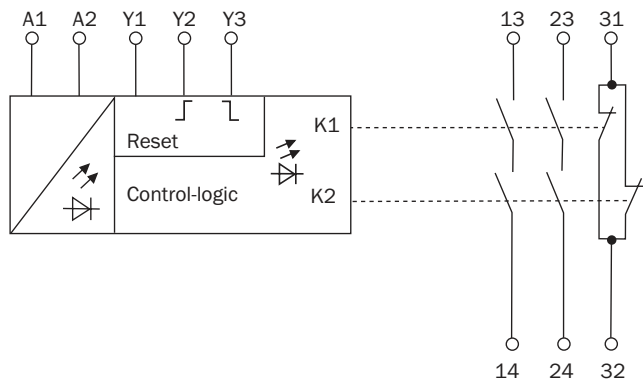 A1 A2 Y1 Y2 Y3 13 23 31
K1
Reset
Control-logic
K2
14 24 32